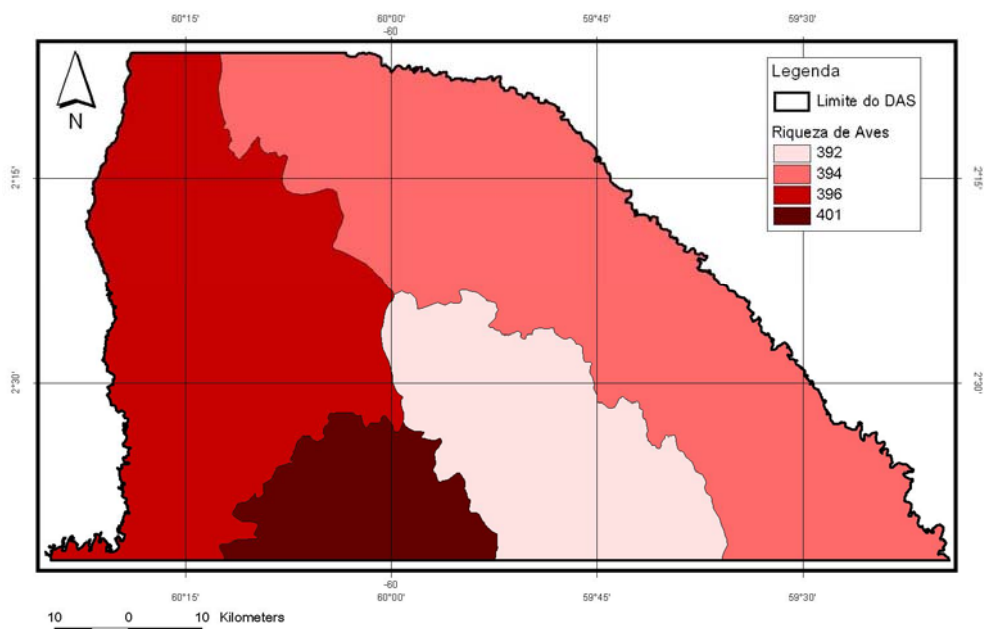 60°15' 60°00' 59°45' 59°30'
-60
N
Legenda
Limite do DAS
Riqueza de Aves
392
394
396
401
2°15' 2°15'
2°30' 2°30'
-60
60°15' 60°00' 59°45' 59°30'
10 0 10 Kilometers